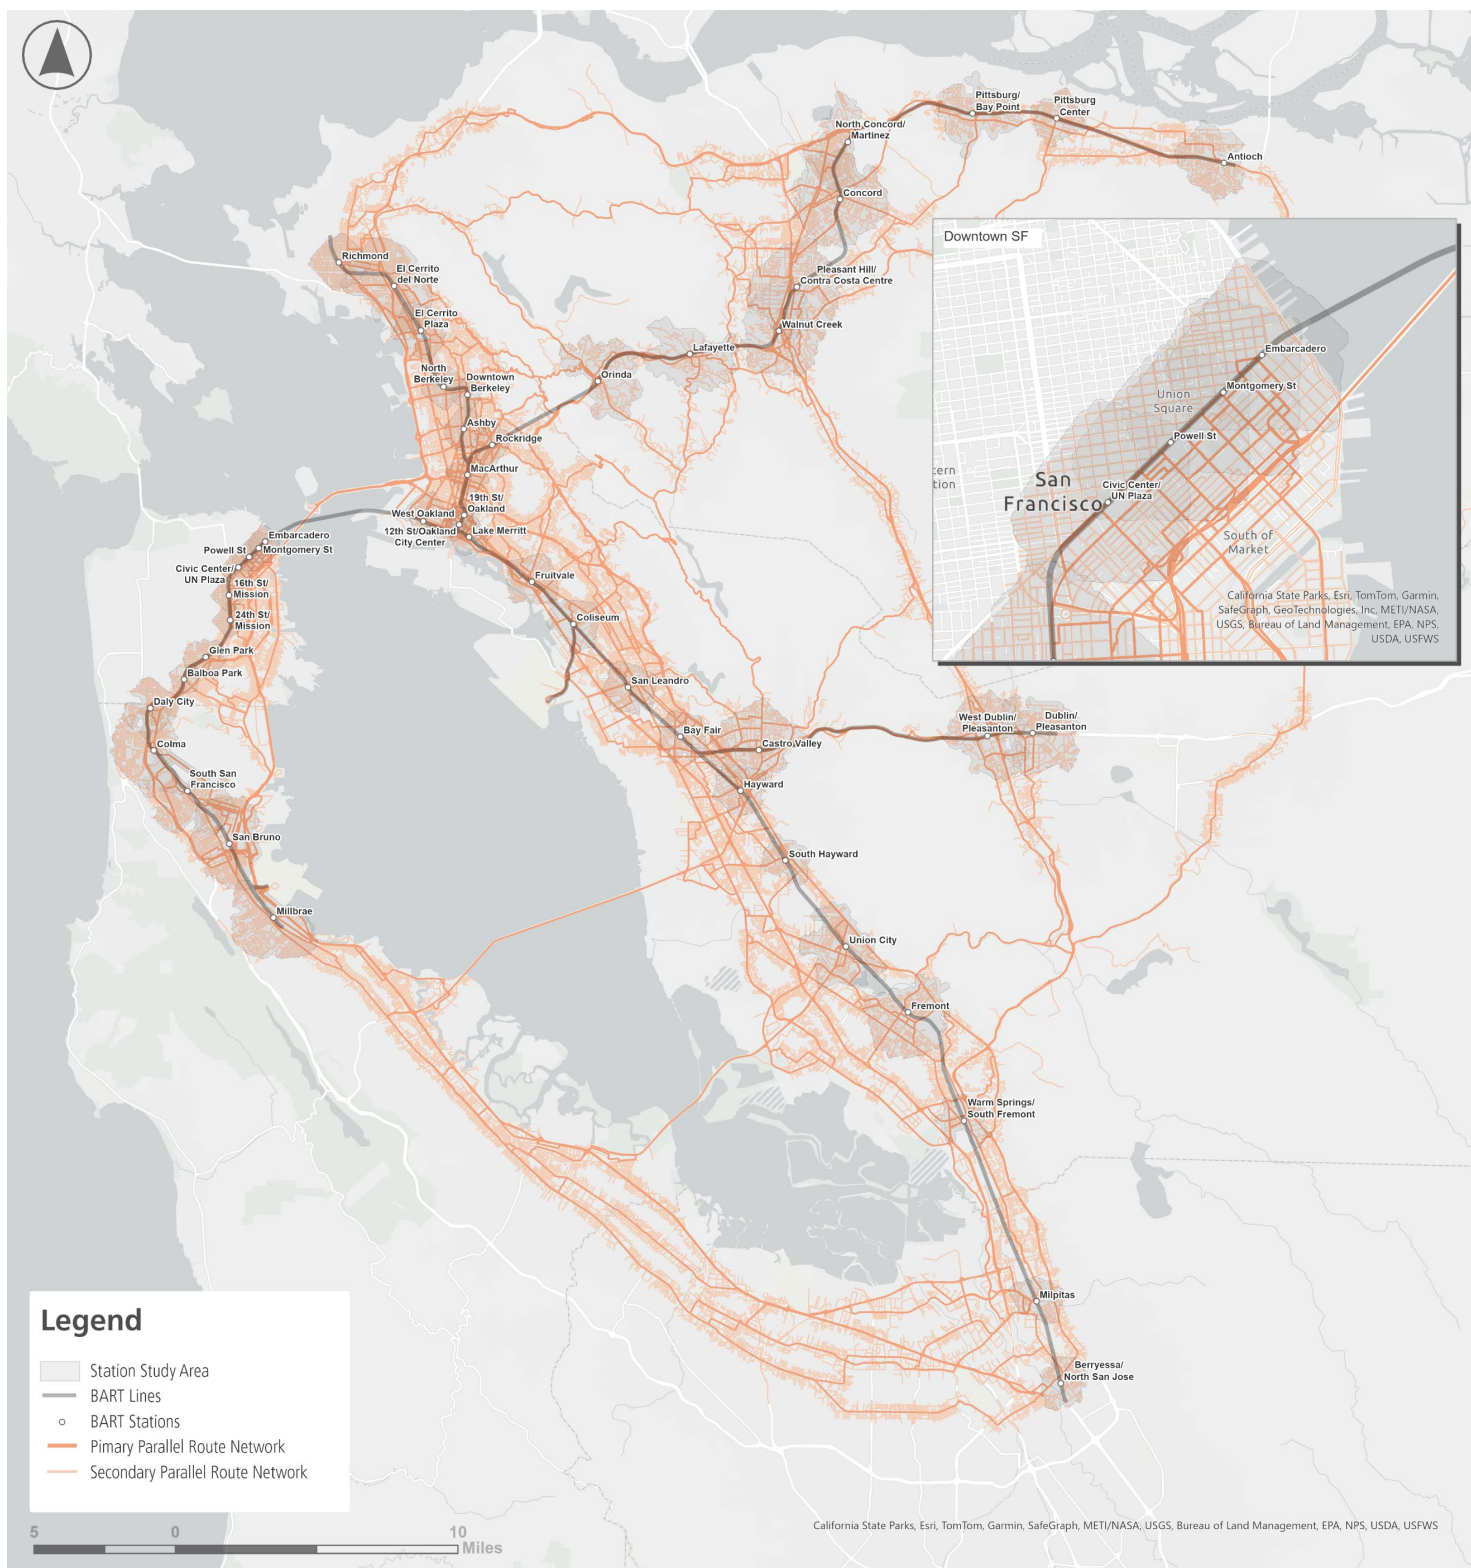 Pittsburg/
Bay Point
Pittsburg
Center
North Concord/
Martinez
Antioch
Concord
Richmond
El Cerrito
del Norte
Pleasant Hill/
Contra Costa Centre
El Cerrito
Plaza
Walnut Creek
Lafayette
Orinda
North
Berkeley
Downtown
Berkeley
Ashby
Rockridge
MacArthur
19th St/
Oakland
West Oakland
12th St/Oakland
City Center
Lake Merritt
Embarcadero
Powell St
Montgomery St
Civic Center/
UN Plaza
16th St/
Mission
24th St/
Mission
Glen Park
Balboa Park
Daly City
Colma
South San
Francisco
San Bruno
Millbrae
Fruitvale
Coliseum
San Leandro
Bay Fair
Castro Valley
West Dublin/
Pleasanton
Dublin/
Pleasanton
Hayward
South Hayward
Union City
Fremont
Warm Springs/
South Fremont
Milpitas
Berryessa/
North San Jose
Downtown SF
Embarcadero
Montgomery St
Union
Square
Powell St
ern
tion
San
Francisco
Civic Center/
UN Plaza
South of
Market
California State Parks, Esri, TomTom, Garmin,
SafeGraph, GeoTechnologies, Inc, METI/NASA,
USGS, Bureau of Land Management, EPA, NPS,
USDA, USFWS
Legend
Station Study Area
BART Lines
BART Stations
Pimary Parallel Route Network
Secondary Parallel Route Network
5 0 10
Miles
California State Parks, Esri, TomTom, Garmin, SafeGraph, METI/NASA, USGS, Bureau of Land Management, EPA, NPS, USDA, USFWS